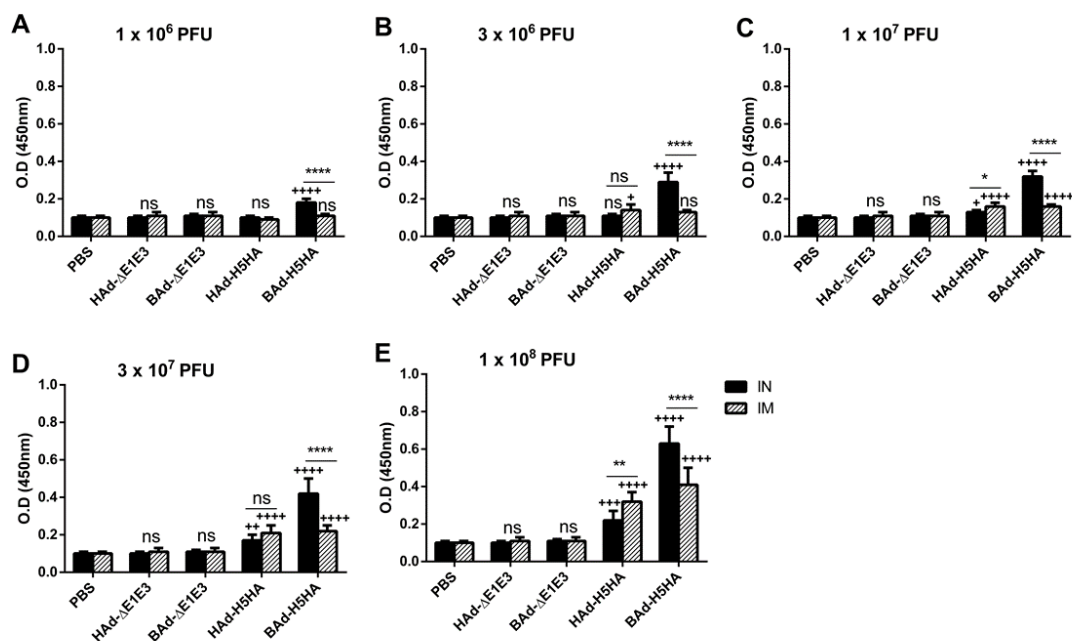 A
1 x 10⁶ PFU
O.D (450nm)
1.0
0.8
0.6
0.4
0.2
0.0
ns
ns
ns
++++
****
ns
PBS
HAd-ΔE1E3
BAd-ΔE1E3
HAd-H5HA
BAd-H5HA
B
3 x 10⁶ PFU
O.D (450nm)
1.0
0.8
0.6
0.4
0.2
0.0
ns
ns
ns
ns
+
++++
****
ns
PBS
HAd-ΔE1E3
BAd-ΔE1E3
HAd-H5HA
BAd-H5HA
C
1 x 10⁷ PFU
O.D (450nm)
1.0
0.8
0.6
0.4
0.2
0.0
ns
ns
*
+
++++
****
++++
++++
PBS
HAd-ΔE1E3
BAd-ΔE1E3
HAd-H5HA
BAd-H5HA
D
3 x 10⁷ PFU
O.D (450nm)
1.0
0.8
0.6
0.4
0.2
0.0
ns
ns
ns
++
++++
****
++++
++++
PBS
HAd-ΔE1E3
BAd-ΔE1E3
HAd-H5HA
BAd-H5HA
E
1 x 10⁸ PFU
O.D (450nm)
1.0
0.8
0.6
0.4
0.2
0.0
ns
ns
**
+++
++++
****
++++
++++
PBS
HAd-ΔE1E3
BAd-ΔE1E3
HAd-H5HA
BAd-H5HA
IN
IM